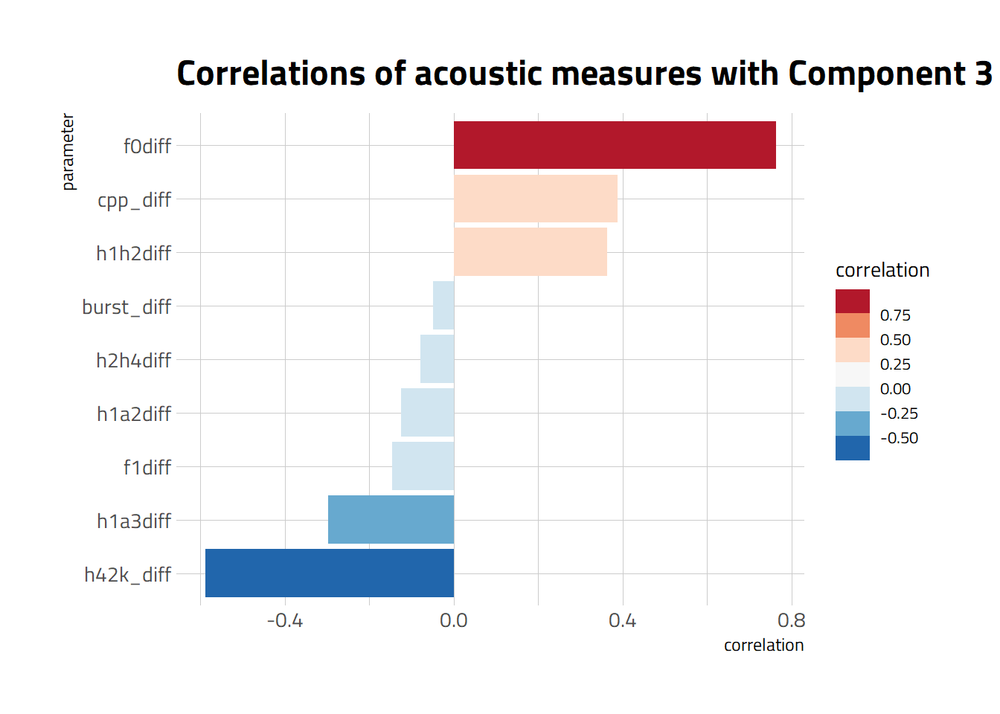 Correlations of acoustic measures with Component 3
parameter
f0diff
cpp_diff
h1h2diff
burst_diff
h2h4diff
h1a2diff
f1diff
h1a3diff
h42k_diff
-0.4
0.0
0.4
0.8
correlation
correlation
0.75
0.50
0.25
0.00
-0.25
-0.50